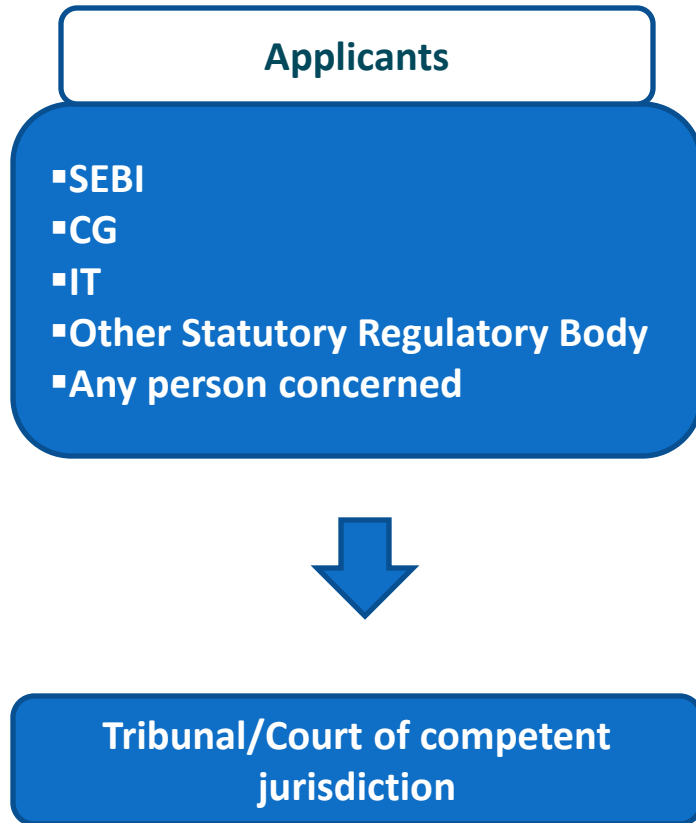 Applicants
▪SEBI
▪CG
▪IT
▪Other Statutory Regulatory Body
▪Any person concerned
Tribunal/Court of competent
jurisdiction